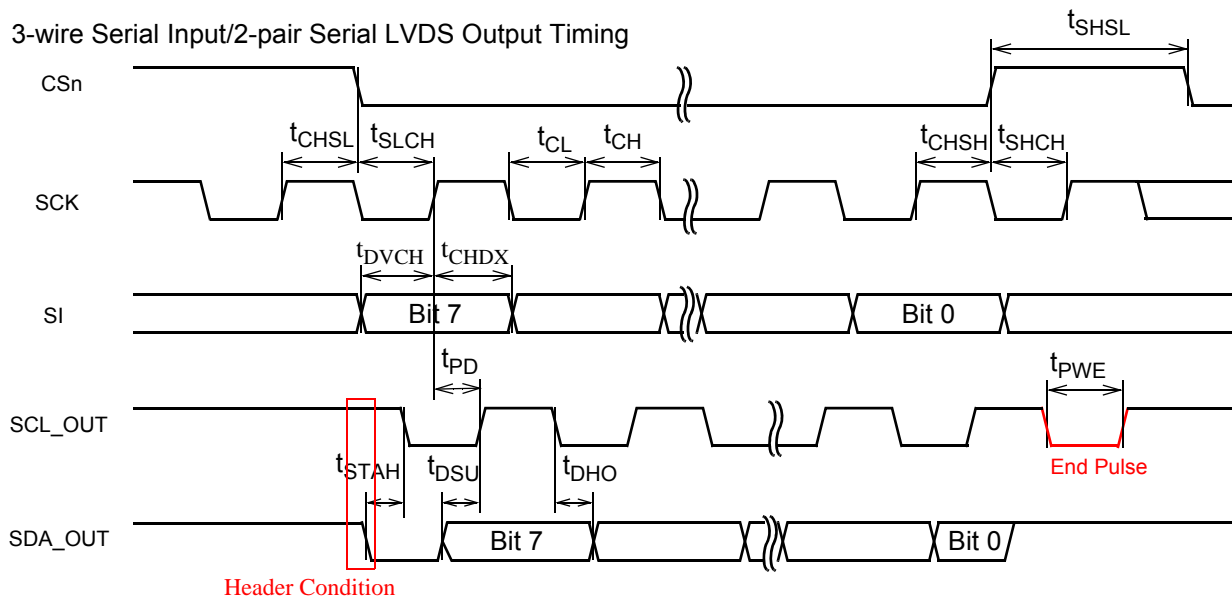 3-wire Serial Input/2-pair Serial LVDS Output Timing
tSHSL
CSn
tCHSL tSLCH tCL tCH tCHSH tSHCH
SCK
tDVCH tCHDX
SI Bit 7 Bit 0
tPD tPWE
SCL_OUT
End Pulse
tSTAH tDSU tDHO
SDA_OUT Bit 7 Bit 0
Header Condition